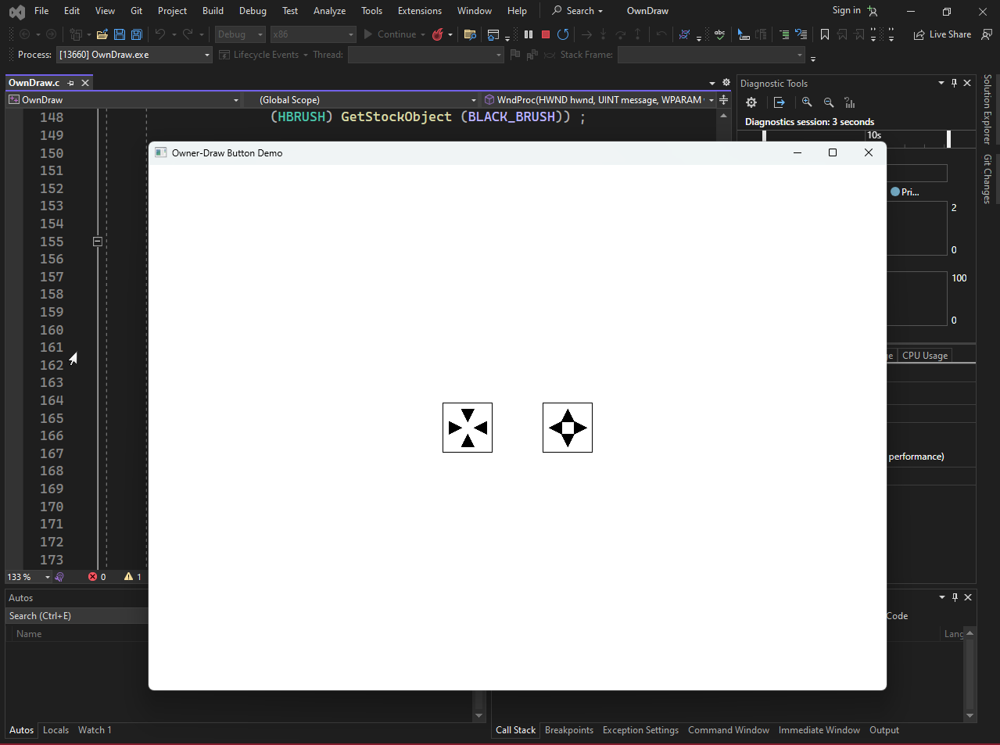 File Edit View Git Project Build Debug Test Analyze Tools Extensions Window Help Search OwnDraw Sign in
Debug x86 Continue abc Live Share
Process: [13660] OwnDraw.exe Lifecycle Events Thread: Stack Frame:
OwnDraw.c
OwnDraw (Global Scope) WndProc(HWND hwnd, UINT message, WPARAM
148 (HBRUSH) GetStockObject (BLACK_BRUSH)) ;
149
150
151
152
153
154
155
156
157
158
159
160
161
162
163
164
165
166
167
168
169
170
171
172
173
133 % 0 1
Owner-Draw Button Demo
Diagnostic Tools
Diagnostics session: 3 seconds
10s
Pri...
2
0
100
0
CPU Usage
performance)
Solution Explorer
Git Changes
Autos
Search (Ctrl+E)
Name
Autos Locals Watch 1
Code
Lang
Call Stack Breakpoints Exception Settings Command Window Immediate Window Output